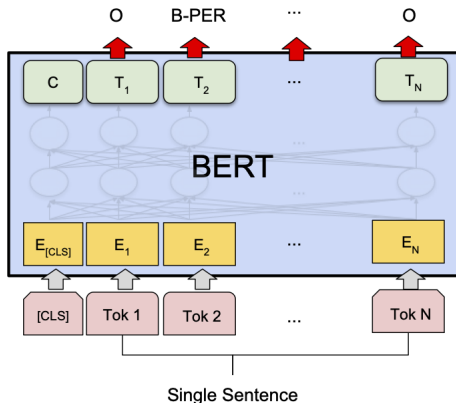 O B-PER ... O
C T1 T2 ... TN
...
BERT
...
E[CLS] E1 E2 ... EN
[CLS] Tok 1 Tok 2 ... Tok N
Single Sentence